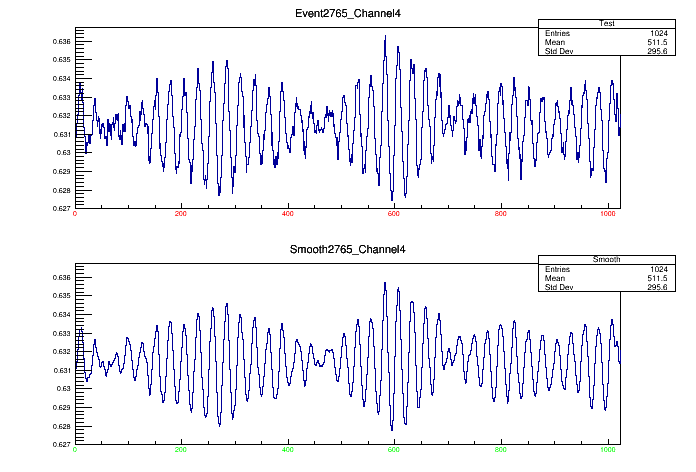 Event2765_Channel4
Test
Entries 1024
Mean 511.5
Std Dev 295.6
0.636
0.635
0.634
0.633
0.632
0.631
0.63
0.629
0.628
0.627
0 200 400 600 800 1000
Smooth2765_Channel4
Smooth
Entries 1024
Mean 511.5
Std Dev 295.6
0.636
0.635
0.634
0.633
0.632
0.631
0.63
0.629
0.628
0.627
0 200 400 600 800 1000